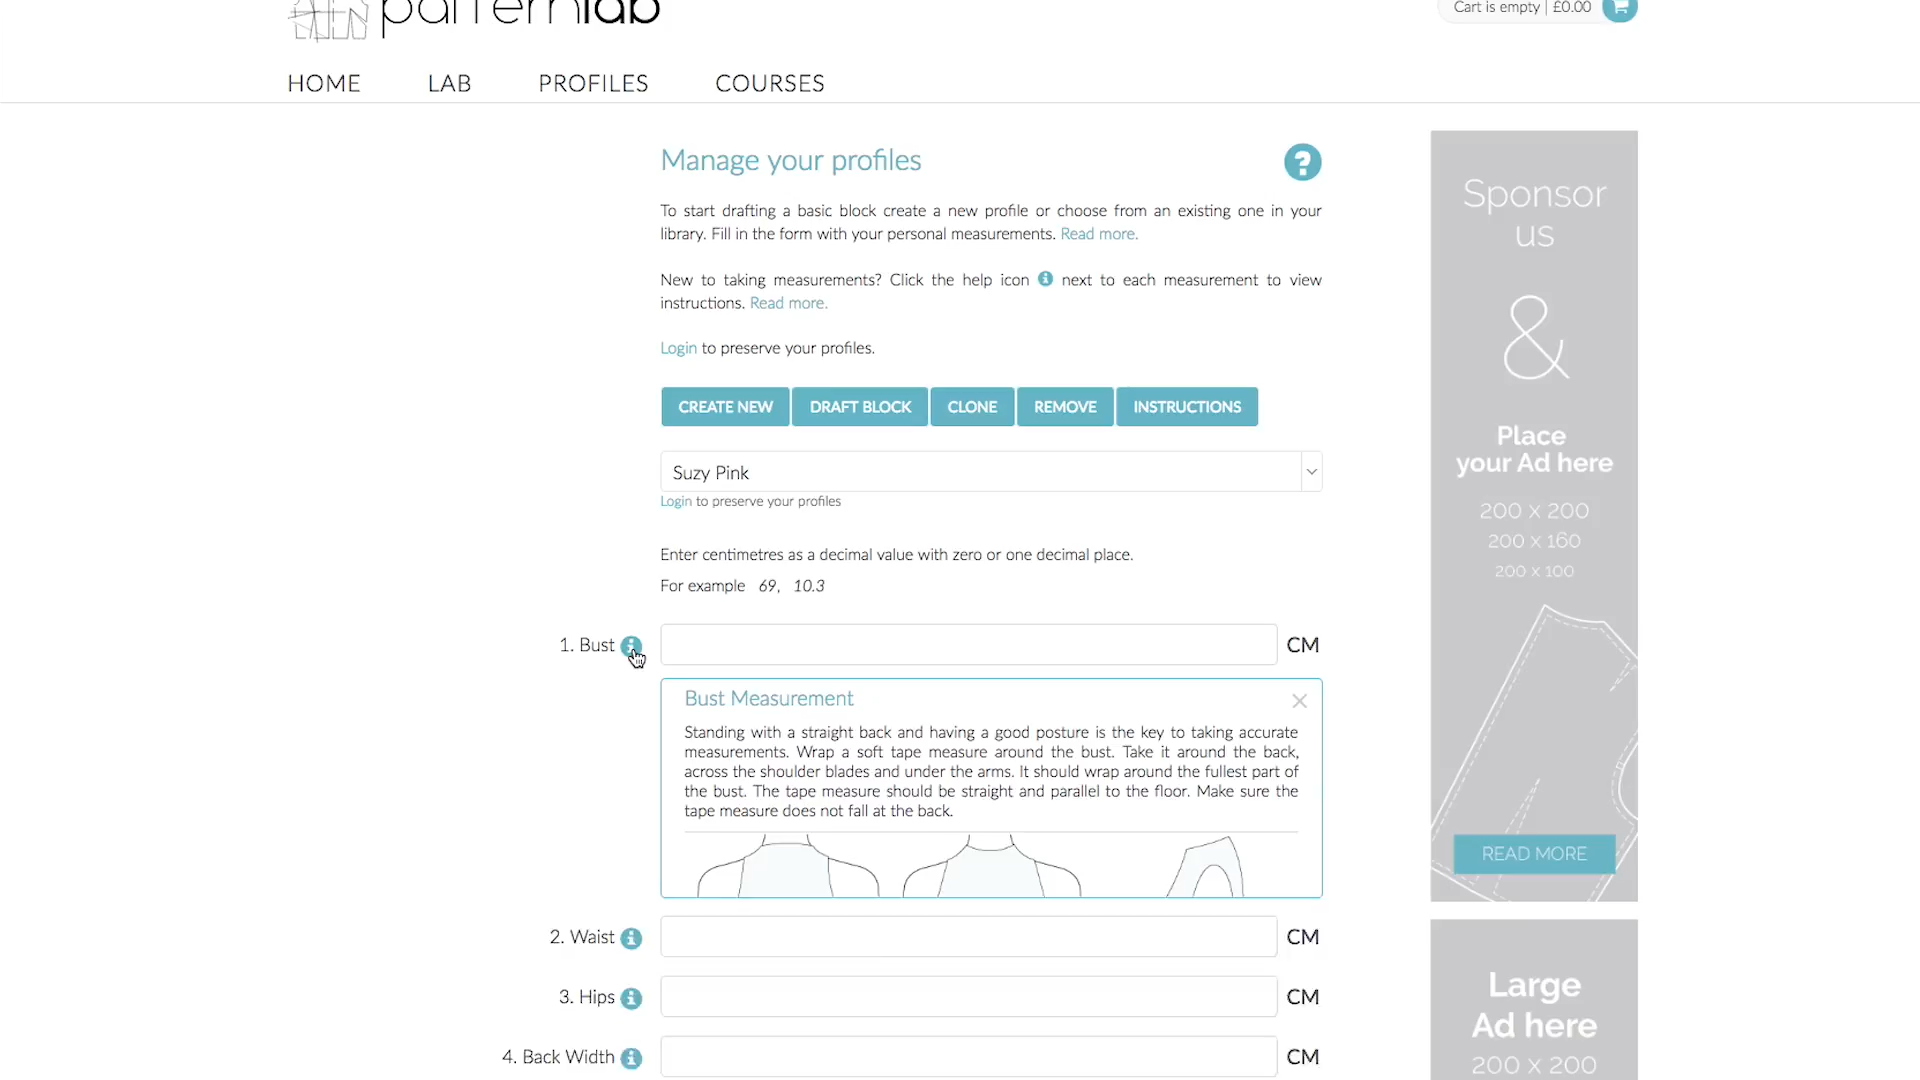 patternlab
Cart is empty | £0.00
HOME LAB PROFILES COURSES
Manage your profiles
To start drafting a basic block create a new profile or choose from an existing one in your
library. Fill in the form with your personal measurements. Read more.
New to taking measurements? Click the help icon next to each measurement to view
instructions. Read more.
Login to preserve your profiles.
CREATE NEW DRAFT BLOCK CLONE REMOVE INSTRUCTIONS
Suzy Pink
Login to preserve your profiles
Enter centimetres as a decimal value with zero or one decimal place.
For example 69, 10.3
1. Bust CM
Bust Measurement
Standing with a straight back and having a good posture is the key to taking accurate
measurements. Wrap a soft tape measure around the bust. Take it around the back,
across the shoulder blades and under the arms. It should wrap around the fullest part of
the bust. The tape measure should be straight and parallel to the floor. Make sure the
tape measure does not fall at the back.
2. Waist CM
3. Hips CM
4. Back Width CM
Sponsor
us
&
Place
your Ad here
200 x 200
200 x 160
200 x 100
READ MORE
Large
Ad here
200 x 200